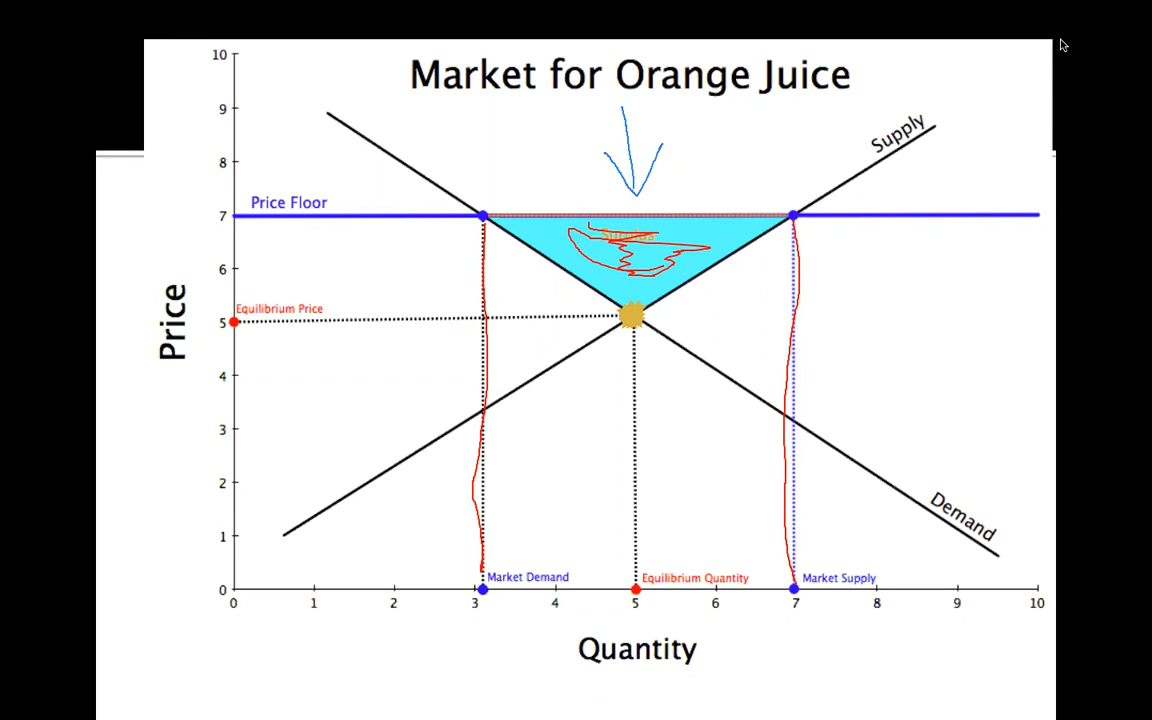 Market for Orange Juice
10
9
8
7
6
5
4
3
2
1
0
Price
Supply
Price Floor
Surplus
Equilibrium Price
Demand
Market Demand
Equilibrium Quantity
Market Supply
0 1 2 3 4 5 6 7 8 9 10
Quantity